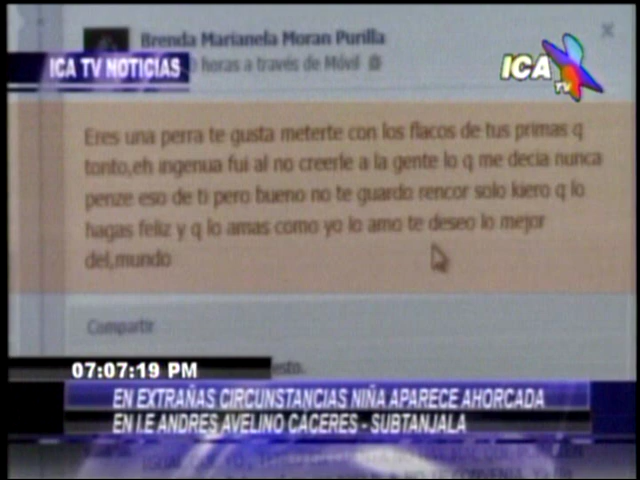 Brenda Marianela Moran Purilla
horas a través de Móvil
ICA TV NOTICIAS
ICA TV
Eres una perra te gusta meterte con los flacos de tus primas q
tonto,eh ingenua fui al no creerle a la gente lo q me decia nunca
penze eso de ti pero bueno no te guardo rencor solo kiero q lo
hagas feliz y q lo amas como yo lo amo te deseo lo mejor
del,mundo
Compartir
esto.
07:07:19 PM
EN EXTRAÑAS CIRCUNSTANCIAS NIÑA APARECE AHORCADA
EN I.E ANDRES AVELINO CACERES - SUBTANJALA